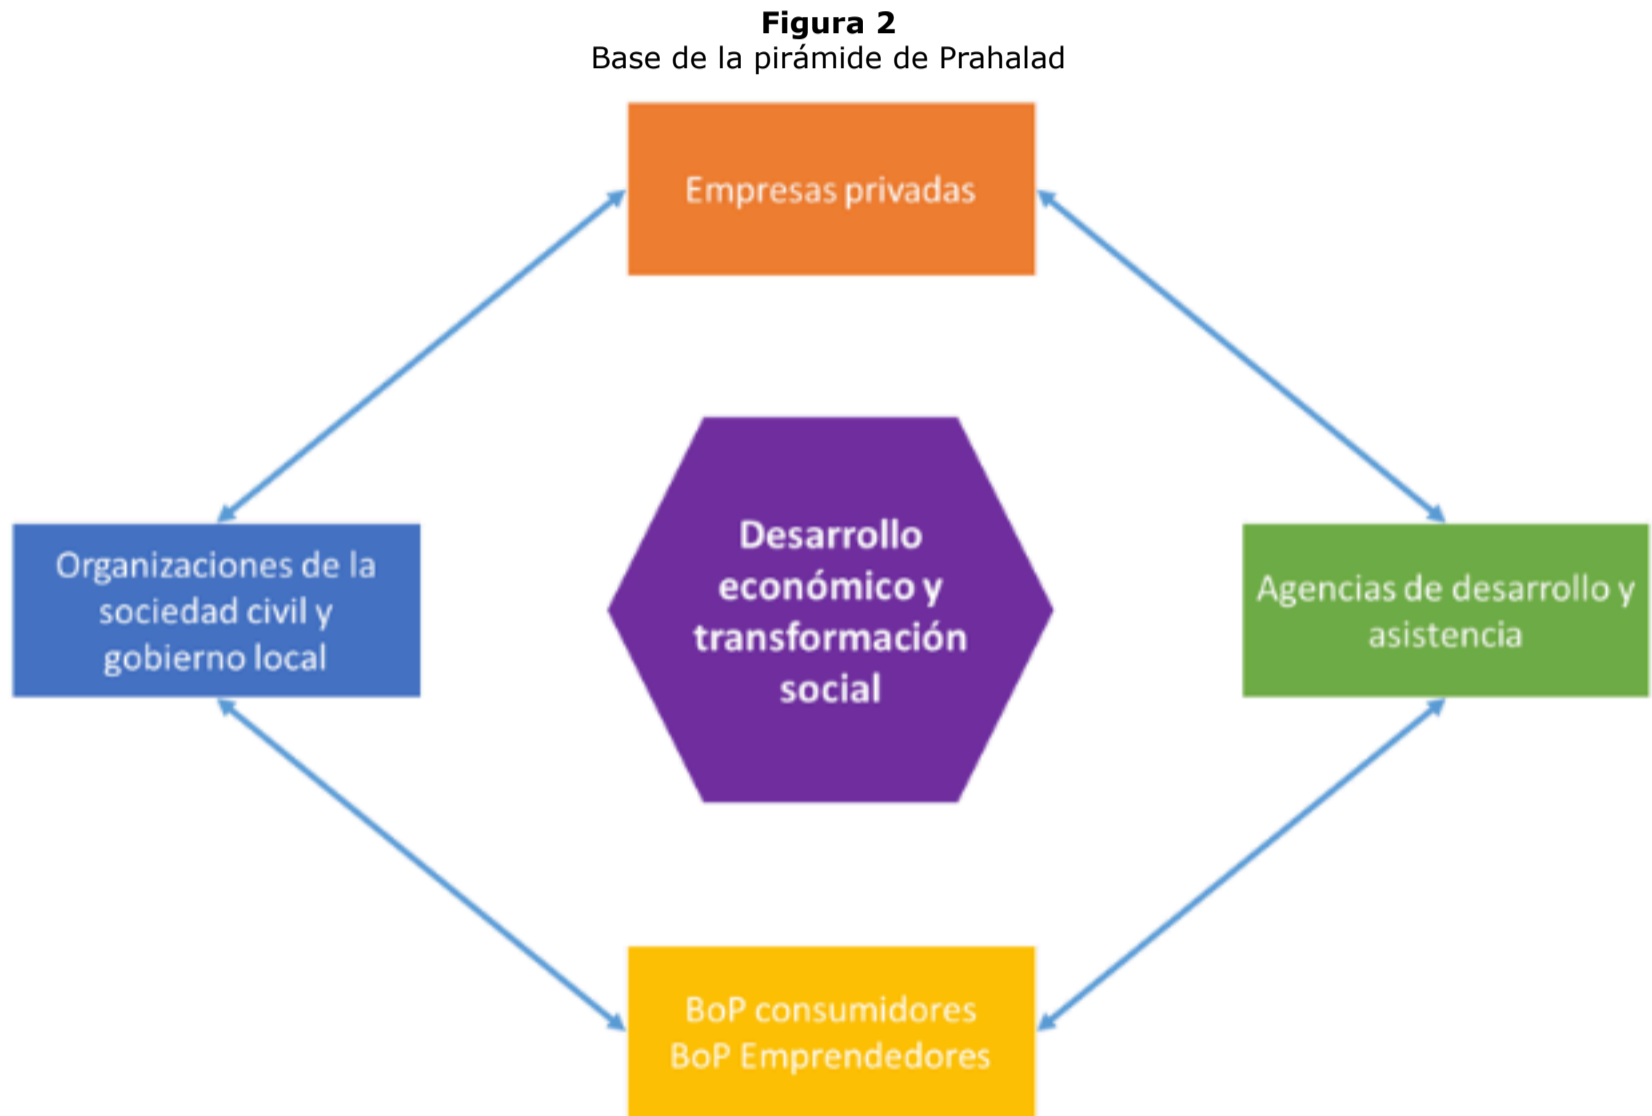 Figura 2
Base de la pirámide de Prahalad
Empresas privadas
Organizaciones de la
sociedad civil y
gobierno local
Desarrollo
económico y
transformación
social
Agencias de desarrollo y
asistencia
BoP consumidores
BoP Emprendedores